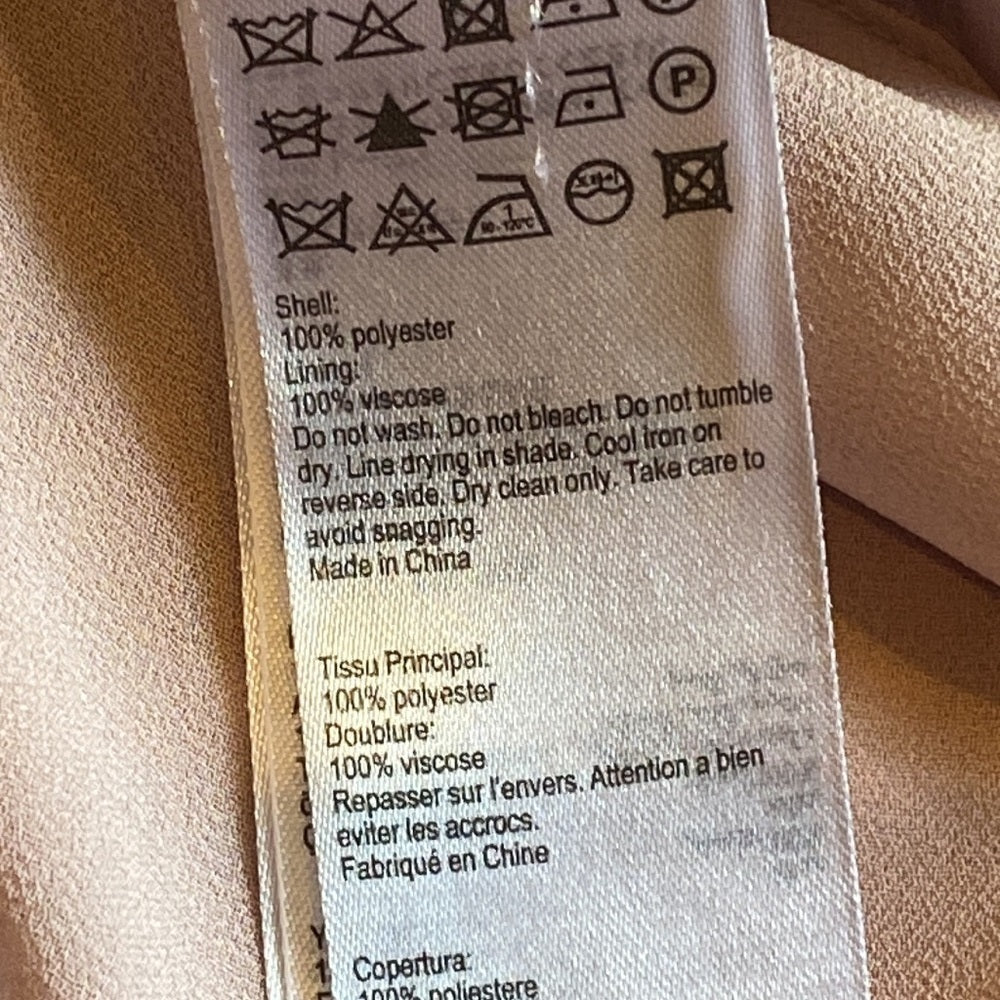 P
Shell:
100% polyester
Lining:
100% viscose
Do not wash. Do not bleach. Do not tumble
dry. Line drying in shade. Cool iron on
reverse side. Dry clean only. Take care to
avoid snagging.
Made in China
Tissu Principal:
100% polyester
Doublure:
100% viscose
Repasser sur l'envers. Attention a bien
eviter les accrocs.
Fabriqué en Chine
Copertura:
100% poliestere